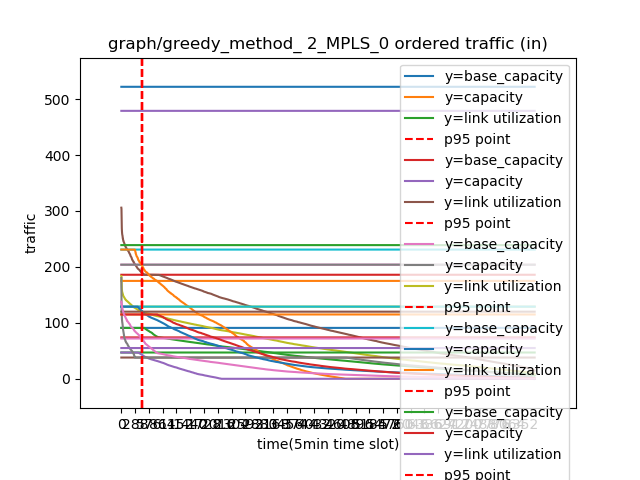 graph/greedy_method_ 2_MPLS_0 ordered traffic (in)
traffic
500
400
300
200
100
0
time(5min time slot)
y=base_capacity
y=capacity
y=link utilization
p95 point
y=base_capacity
y=capacity
y=link utilization
p95 point
y=base_capacity
y=capacity
y=link utilization
p95 point
y=base_capacity
y=capacity
y=link utilization
p95 point
y=base_capacity
y=capacity
y=link utilization
p95 point